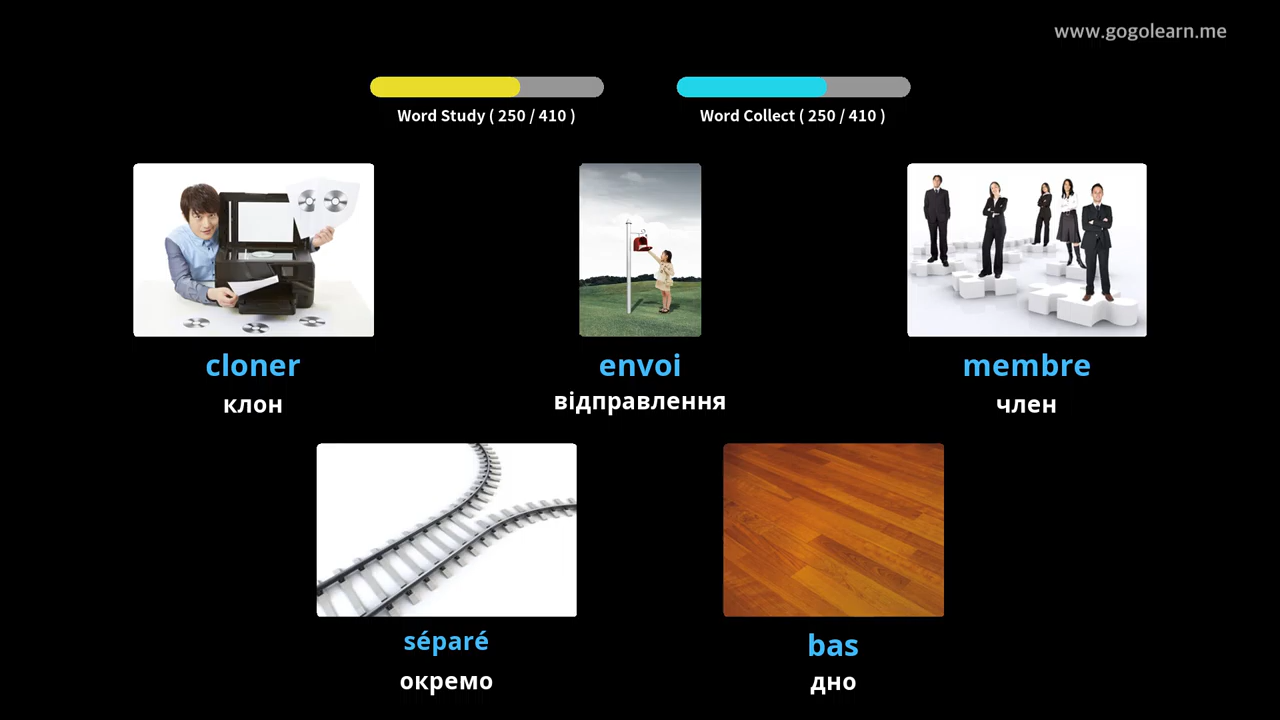 www.gogolearn.me
Word Study ( 250 / 410 )
Word Collect ( 250 / 410 )
cloner
клон
envoi
відправлення
membre
член
séparé
окремо
bas
дно